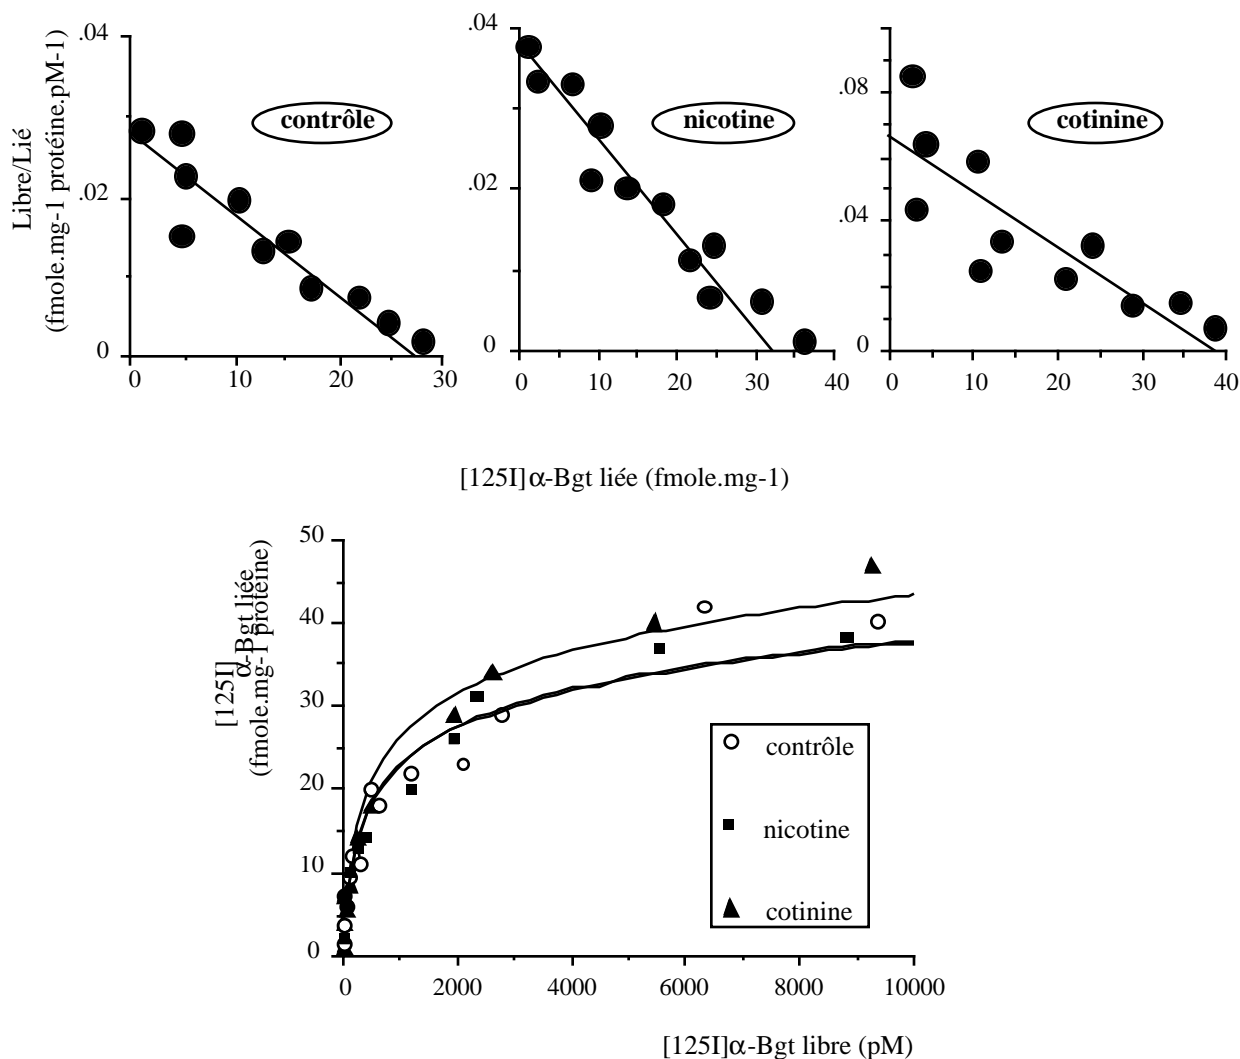 Libre/Lié
(fmole.mg-1 protéine.pM-1)
.04
.02
0
0
10
20
30
contrôle
.04
.02
0
0
10
20
30
40
nicotine
.08
.04
0
0
10
20
30
40
cotinine
[125I]α-Bgt liée (fmole.mg-1)
[125I]
α-Bgt liée
(fmole.mg-1 protéine)
50
40
30
20
10
0
0
2000
4000
6000
8000
10000
contrôle
nicotine
cotinine
[125I]α-Bgt libre (pM)